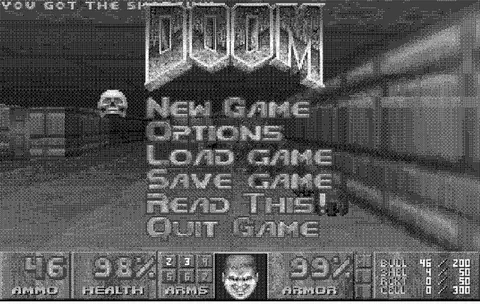 YOU GOT THE SHOTGUN!
DOOM
NEW GAME
OPTIONS
LOAD GAME
SAVE GAME
READ THIS!
QUIT GAME
46 98% 2 3 4 99% BULL 46 / 200
5 6 7 SHEL 4 / 50
RCKT 0 / 50
AMMO HEALTH ARMS ARMOR CELL 0 / 300